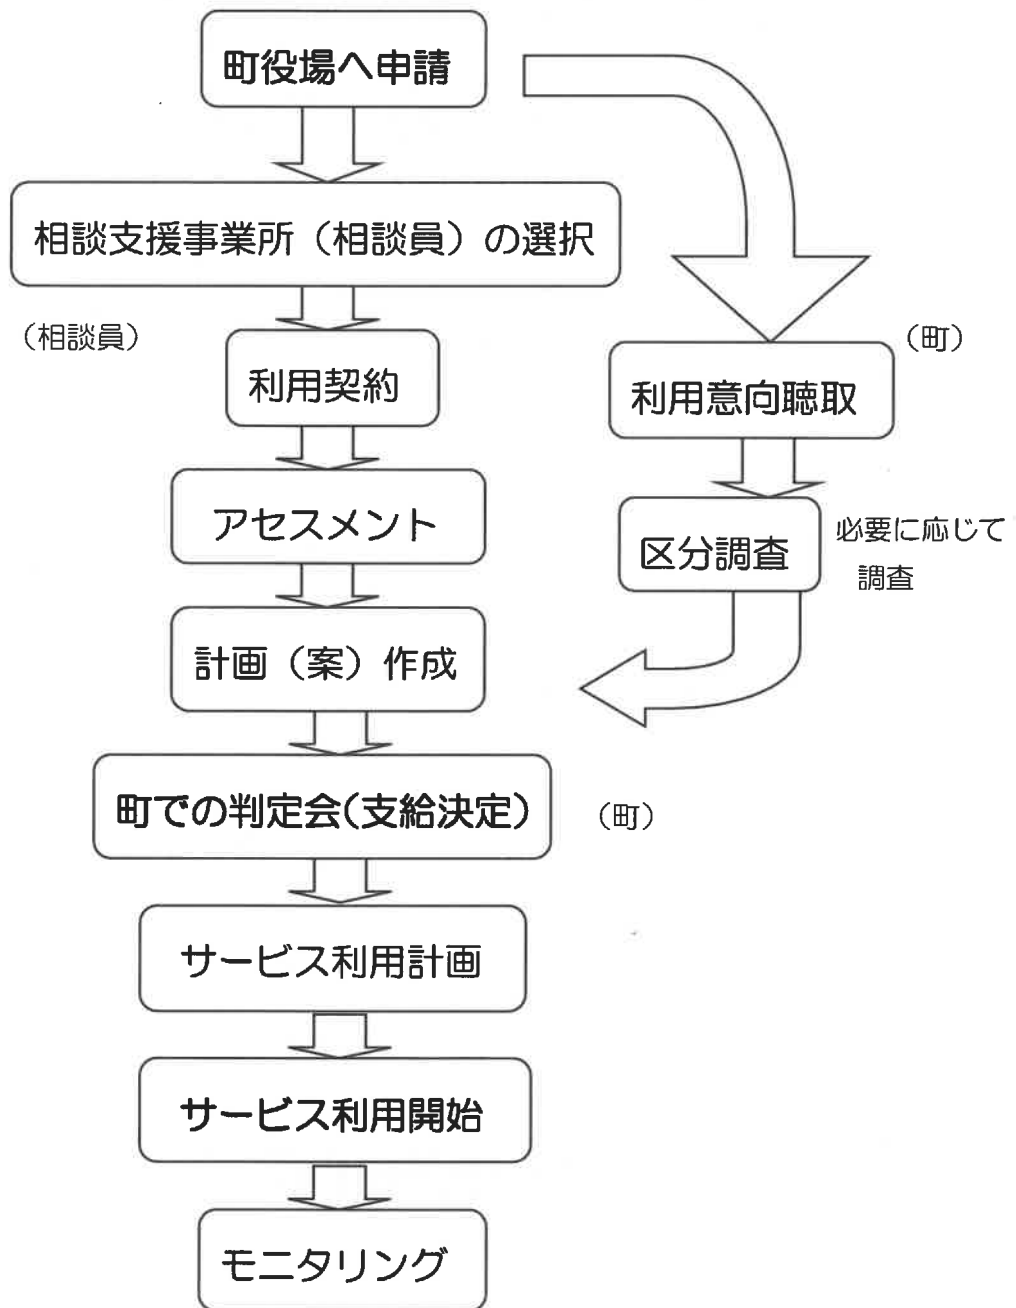 町役場へ申請
相談支援事業所（相談員）の選択
（相談員）
利用契約
（町）
利用意向聴取
アセスメント
区分調査
必要に応じて
調査
計画（案）作成
町での判定会（支給決定）
（町）
サービス利用計画
サービス利用開始
モニタリング